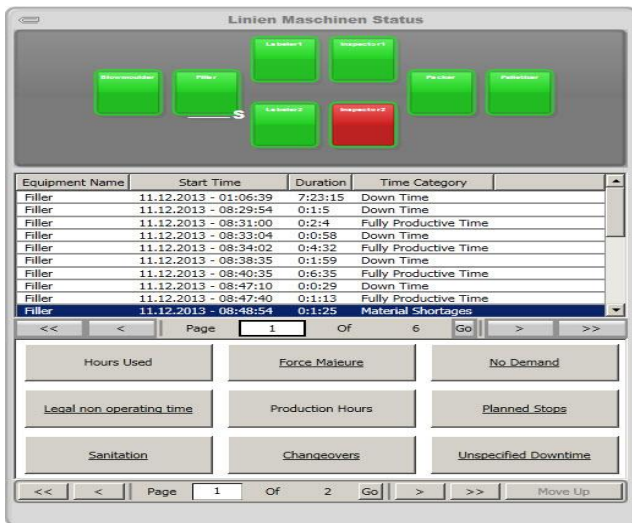 Linien Maschinen Status
Labeler1 Inspector1
Blowmolder Filler Packer Palletizer
S
Labeler2 Inspector2
Equipment Name Start Time Duration Time Category
Filler 11.12.2013 - 01:06:39 7:23:15 Down Time
Filler 11.12.2013 - 08:29:54 0:1:5 Down Time
Filler 11.12.2013 - 08:31:00 0:2:4 Fully Productive Time
Filler 11.12.2013 - 08:33:04 0:0:58 Down Time
Filler 11.12.2013 - 08:34:02 0:4:32 Fully Productive Time
Filler 11.12.2013 - 08:38:35 0:1:59 Down Time
Filler 11.12.2013 - 08:40:35 0:6:35 Fully Productive Time
Filler 11.12.2013 - 08:47:10 0:0:29 Down Time
Filler 11.12.2013 - 08:47:40 0:1:13 Fully Productive Time
Filler 11.12.2013 - 08:48:54 0:1:25 Material Shortages
<< < Page 1 Of 6 Go > >>
Hours Used Force Majeure No Demand
Legal non operating time Production Hours Planned Stops
Sanitation Changeovers Unspecified Downtime
<< < Page 1 Of 2 Go > >> Move Up